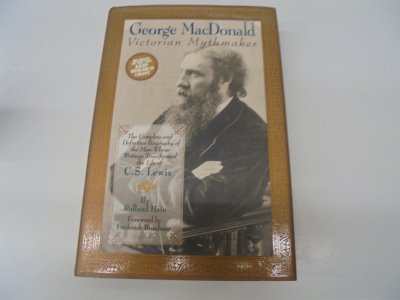 George MacDonald
Victorian Mythmaker
The Complete and
Definitive Biography of
the Man Whose
Writings Transformed
the Life of
C.S. Lewis
By
Rolland Hein
Foreword by
Frederick Buechner